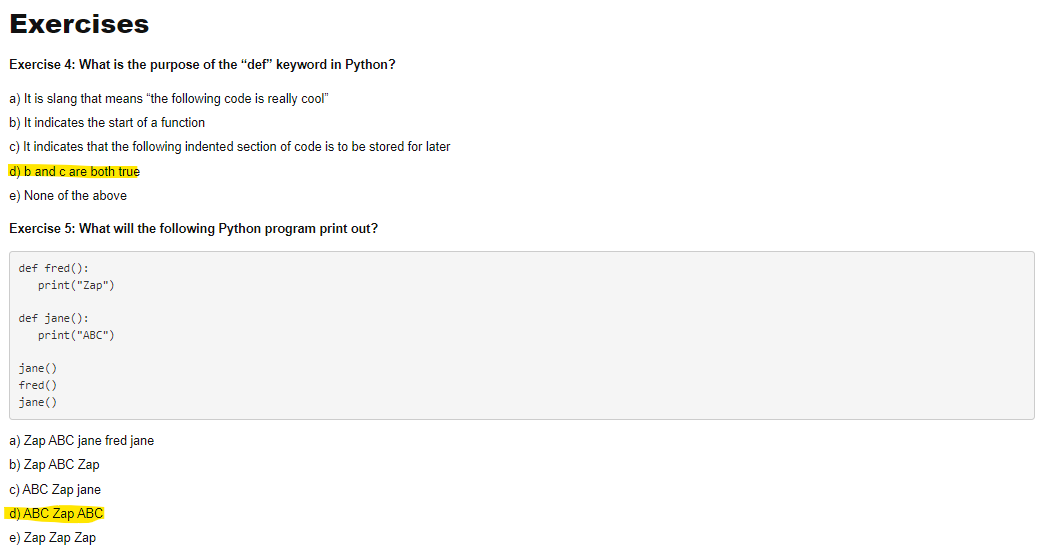 Exercises
Exercise 4: What is the purpose of the “def” keyword in Python?
a) It is slang that means “the following code is really cool”
b) It indicates the start of a function
c) It indicates that the following indented section of code is to be stored for later
d) b and c are both true
e) None of the above
Exercise 5: What will the following Python program print out?
def fred():
   print("Zap")
def jane():
   print("ABC")
jane()
fred()
jane()
a) Zap ABC jane fred jane
b) Zap ABC Zap
c) ABC Zap jane
d) ABC Zap ABC
e) Zap Zap Zap